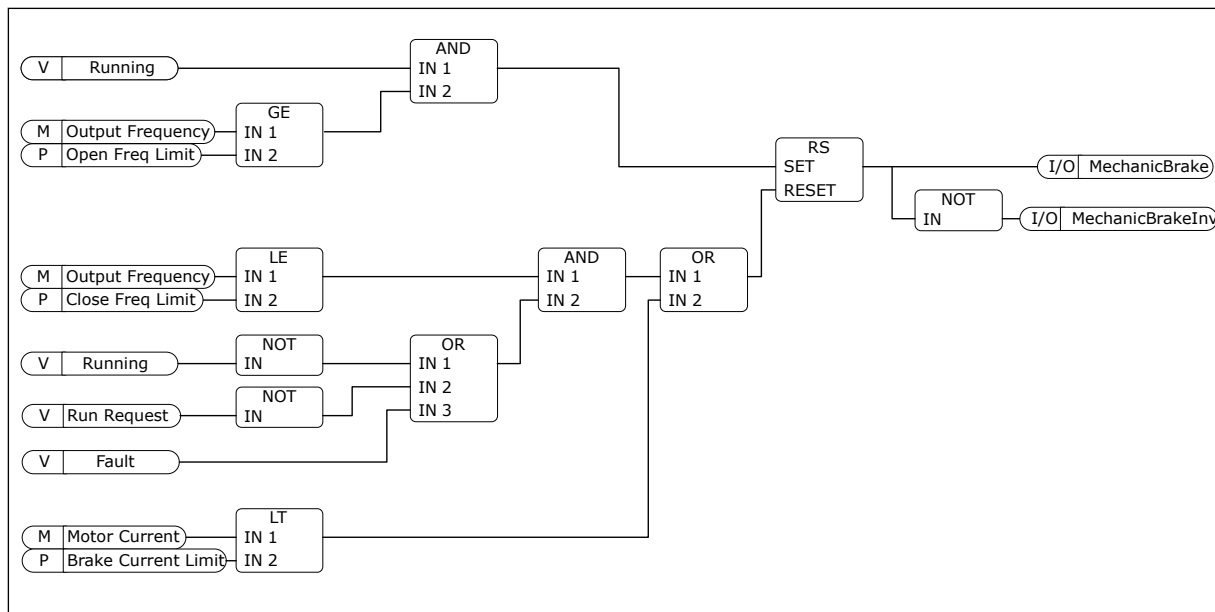 AND
V Running
IN 1
IN 2
GE
M Output Frequency
IN 1
P Open Freq Limit
IN 2
RS
SET
RESET
I/O MechanicBrake
NOT
IN
I/O MechanicBrakeInv
LE
M Output Frequency
IN 1
P Close Freq Limit
IN 2
AND
IN 1
IN 2
OR
IN 1
IN 2
V Running
NOT
IN
OR
IN 1
IN 2
IN 3
V Run Request
NOT
IN
V Fault
LT
M Motor Current
IN 1
P Brake Current Limit
IN 2